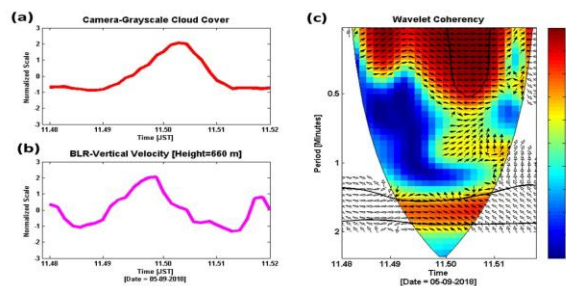 (a)
Camera-Grayscale Cloud Cover
Normalized Scale
3
2
1
0
-1
-2
-3
11.48
11.49
11.50
11.51
11.52
Time [JST]
(b)
BLR-Vertical Velocity [Height=660 m]
Normalized Scale
3
2
1
0
-1
-2
-3
11.48
11.49
11.50
11.51
11.52
Time [JST]
[Date = 05-09-2018]
(c)
Wavelet Coherency
Period [Minutes]
0.5
1
2
11.48
11.49
11.50
11.51
Time
[Date =05-09-2018]